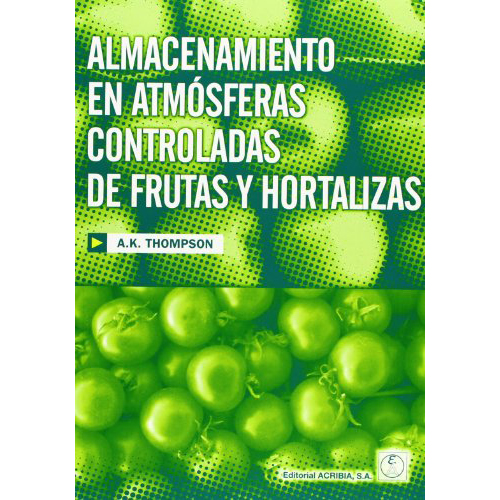 ALMACENAMIENTO
EN ATMÓSFERAS
CONTROLADAS
DE FRUTAS Y HORTALIZAS
A.K. THOMPSON
Editorial ACRIBIA, S.A.